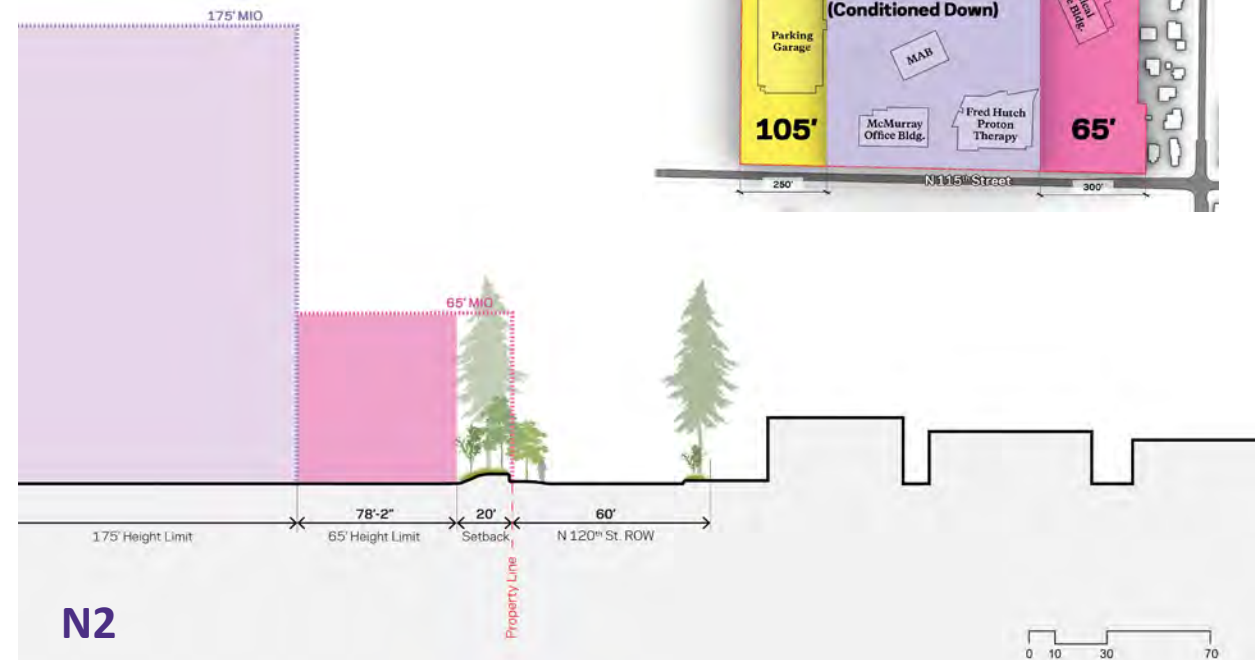 175' MIO
(Conditioned Down)
Parking
Garage
MAB
Bldg.
105'
McMurray
Office Bldg.
Fred Hutch
Proton
Therapy
65'
N 115th Street
250'
300'
65' MIO
78'-2"
20'
60'
175' Height Limit
65' Height Limit
Setback
N 120th St. ROW
Property Line
N2
0 10 30 70